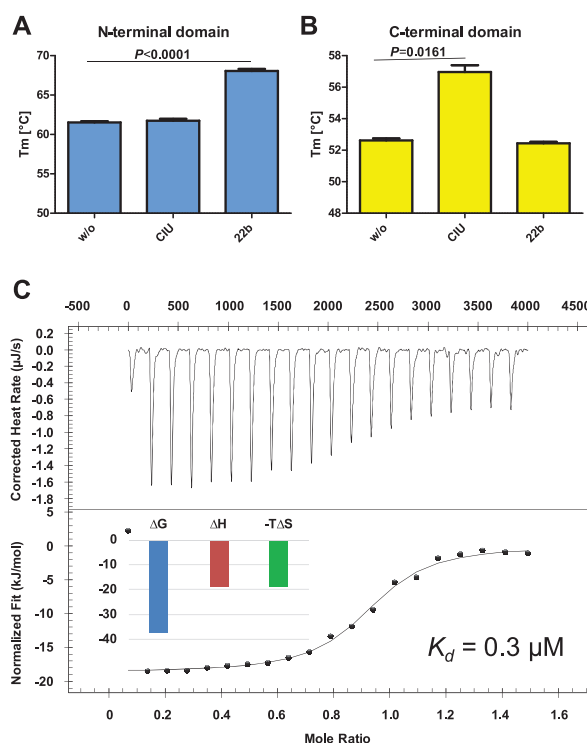 A
N-terminal domain
P<0.0001
Tm [°C]
70
65
60
55
50
w/o
CIU
22b
B
C-terminal domain
P=0.0161
Tm [°C]
58
56
54
52
50
48
w/o
CIU
22b
C
-500 0 500 1000 1500 2000 2500 3000 3500 4000 4500
Corrected Heat Rate (µJ/s)
0.2
0.0
-0.2
-0.4
-0.6
-0.8
-1.0
-1.2
-1.4
-1.6
-1.8
Normalized Fit (kJ/mol)
5
0
-5
-10
-15
-20
ΔG ΔH -TΔS
0
-10
-20
-30
-40
Kd = 0.3 µM
0 0.2 0.4 0.6 0.8 1.0 1.2 1.4 1.6
Mole Ratio